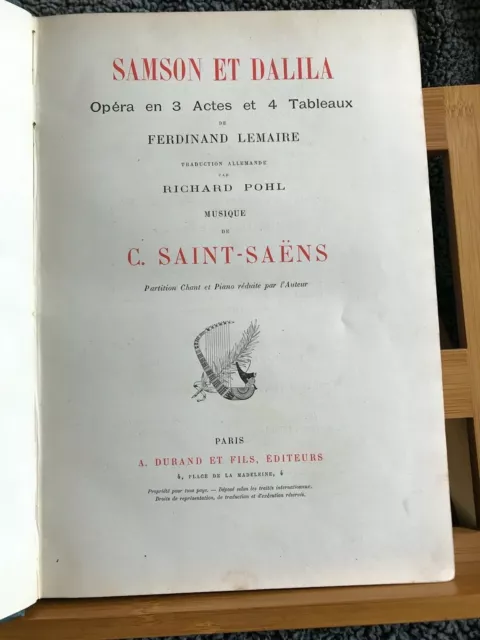 SAMSON ET DALILA
Opéra en 3 Actes et 4 Tableaux
DE
FERDINAND LEMAIRE
TRADUCTION ALLEMANDE
PAR
RICHARD POHL
MUSIQUE
DE
C. SAINT-SAËNS
Partition Chant et Piano réduite par l'Auteur
PARIS
A. DURAND ET FILS, EDITEURS
4, PLACE DE LA MADELEINE, 4
Propriété pour tous pays. — Déposé selon les traités internationaux.
Droits de représentation, de traduction et d'exécution réservés.